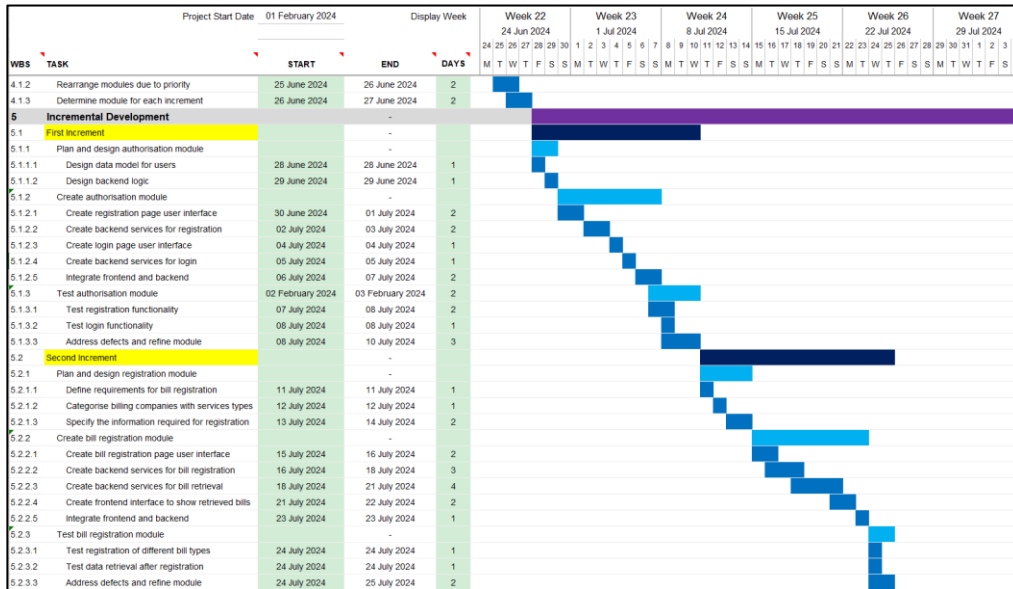 Project Start Date 01 February 2024 Display Week Week 22 Week 23 Week 24 Week 25 Week 26 Week 27
24 Jun 2024 1 Jul 2024 8 Jul 2024 15 Jul 2024 22 Jul 2024 29 Jul 2024
24 25 26 27 28 29 30 1 2 3 4 5 6 7 8 9 10 11 12 13 14 15 16 17 18 19 20 21 22 23 24 25 26 27 28 29 30 31 1 2 3
WBS TASK START END DAYS M T W T F S S M T W T F S S M T W T F S S M T W T F S S M T W T F S S M T W T F S
4.1.2 Rearrange modules due to priority 25 June 2024 26 June 2024 2
4.1.3 Determine module for each increment 26 June 2024 27 June 2024 2
5 Incremental Development -
5.1 First Increment -
5.1.1 Plan and design authorisation module -
5.1.1.1 Design data model for users 28 June 2024 28 June 2024 1
5.1.1.2 Design backend logic 29 June 2024 29 June 2024 1
5.1.2 Create authorisation module -
5.1.2.1 Create registration page user interface 30 June 2024 01 July 2024 2
5.1.2.2 Create backend services for registration 02 July 2024 03 July 2024 2
5.1.2.3 Create login page user interface 04 July 2024 04 July 2024 1
5.1.2.4 Create backend services for login 05 July 2024 05 July 2024 1
5.1.2.5 Integrate frontend and backend 06 July 2024 07 July 2024 2
5.1.3 Test authorisation module 02 February 2024 03 February 2024 2
5.1.3.1 Test registration functionality 07 July 2024 08 July 2024 2
5.1.3.2 Test login functionality 08 July 2024 08 July 2024 1
5.1.3.3 Address defects and refine module 08 July 2024 10 July 2024 3
5.2 Second Increment -
5.2.1 Plan and design registration module -
5.2.1.1 Define requirements for bill registration 11 July 2024 11 July 2024 1
5.2.1.2 Categorise billing companies with services types 12 July 2024 12 July 2024 1
5.2.1.3 Specify the information required for registration 13 July 2024 14 July 2024 2
5.2.2 Create bill registration module -
5.2.2.1 Create bill registration page user interface 15 July 2024 16 July 2024 2
5.2.2.2 Create backend services for bill registration 16 July 2024 18 July 2024 3
5.2.2.3 Create backend services for bill retrieval 18 July 2024 21 July 2024 4
5.2.2.4 Create frontend interface to show retrieved bills 21 July 2024 22 July 2024 2
5.2.2.5 Integrate frontend and backend 23 July 2024 23 July 2024 1
5.2.3 Test bill registration module -
5.2.3.1 Test registration of different bill types 24 July 2024 24 July 2024 1
5.2.3.2 Test data retrieval after registration 24 July 2024 24 July 2024 1
5.2.3.3 Address defects and refine module 24 July 2024 25 July 2024 2